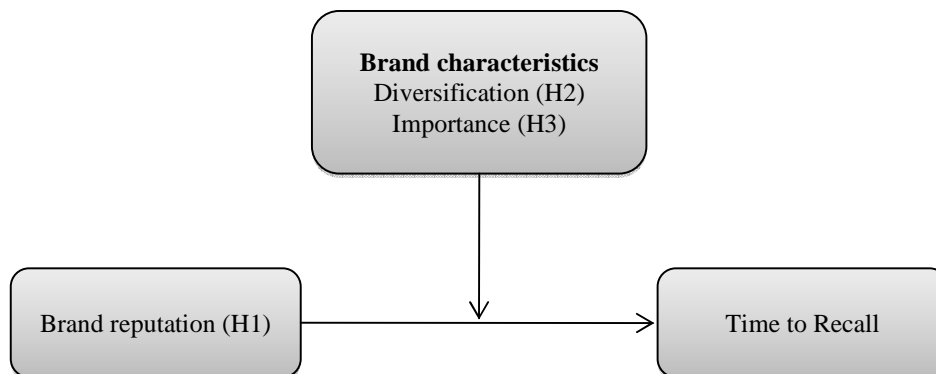 Brand characteristics
Diversification (H2)
Importance (H3)
Brand reputation (H1)
Time to Recall